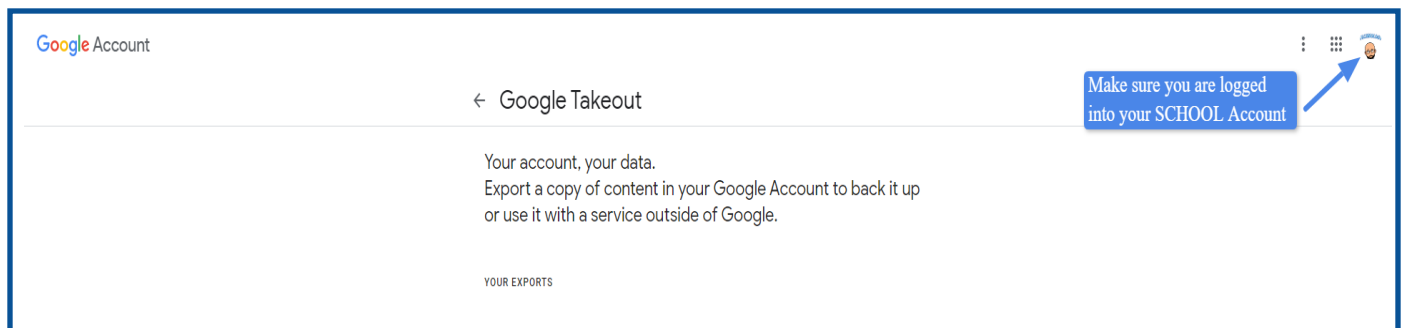 Google Account
Make sure you are logged
into your SCHOOL Account
Google Takeout
Your account, your data.
Export a copy of content in your Google Account to back it up
or use it with a service outside of Google.
YOUR EXPORTS